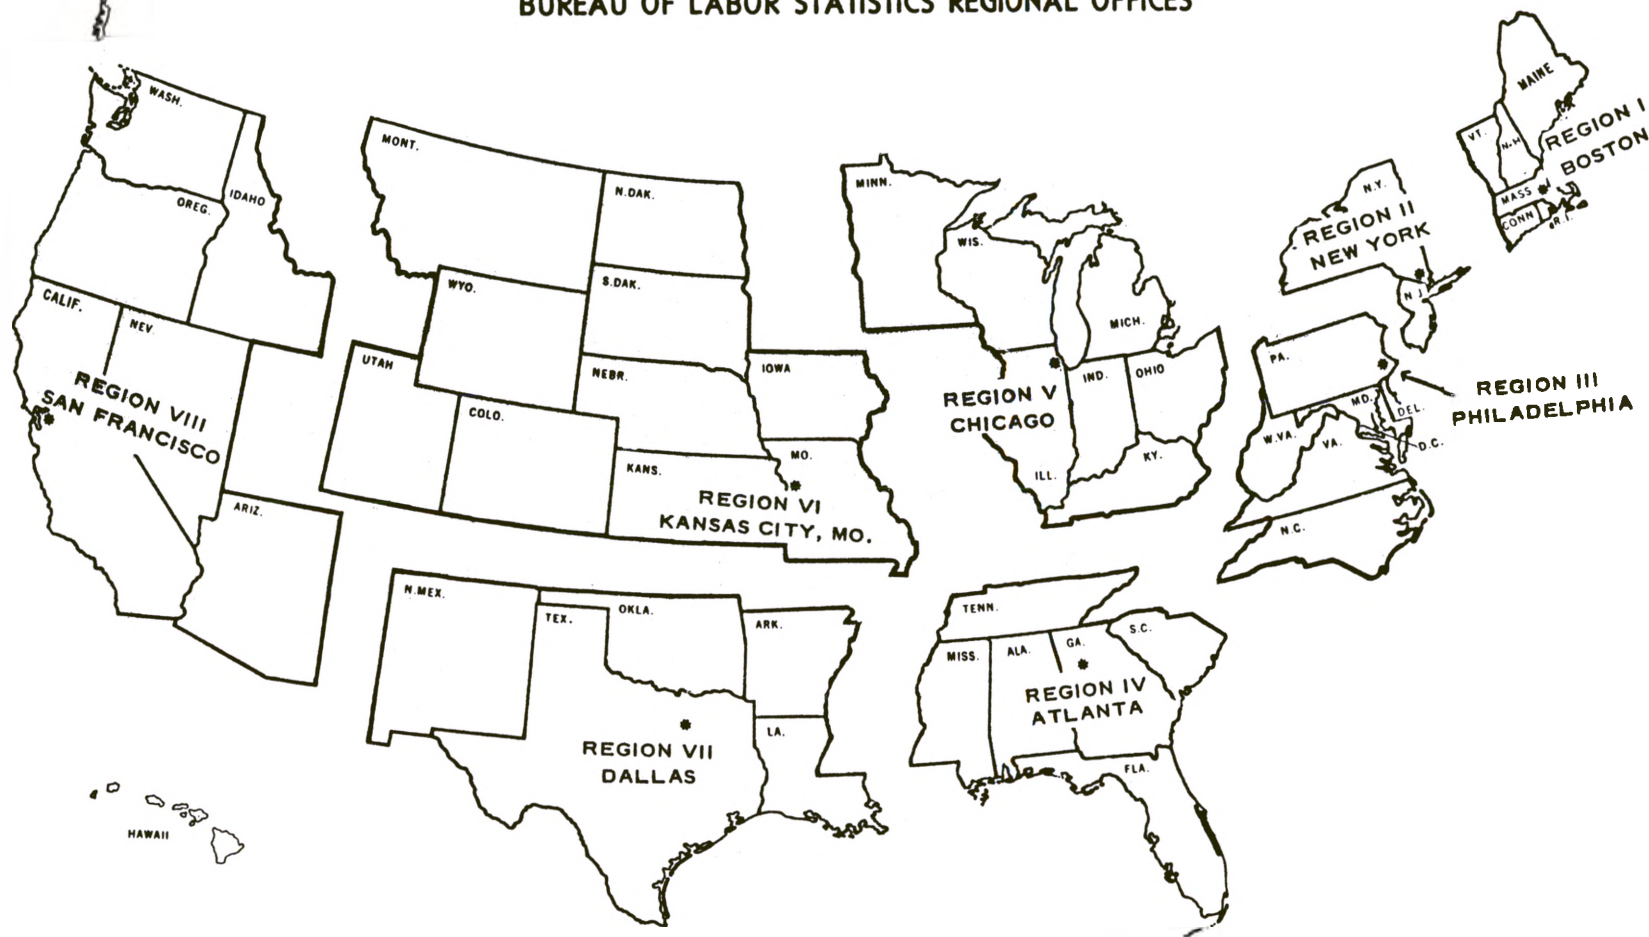 BUREAU OF LABOR STATISTICS REGIONAL OFFICES
WASH.
IDAHO
OREG.
CALIF.
NEV.
REGION VIII
SAN FRANCISCO
ARIZ.
HAWAII
MONT.
N.DAK.
WYO.
S.DAK.
UTAH
COLO.
NEBR.
IOWA
KANS.
MO.
REGION VI
KANSAS CITY, MO.
N.MEX.
TEX.
OKLA.
ARK.
LA.
REGION VII
DALLAS
MINN.
WIS.
MICH.
REGION V
CHICAGO
IND.
OHIO
ILL.
KY.
TENN.
MISS.
ALA.
GA.
S.C.
REGION IV
ATLANTA
FLA.
MAINE
VT.
N.H.
REGION I
BOSTON
MASS
CONN
R.I.
N.Y.
REGION II
NEW YORK
N.J.
PA.
REGION III
PHILADELPHIA
MD.
DEL.
W.VA.
VA.
D.C.
N.C.